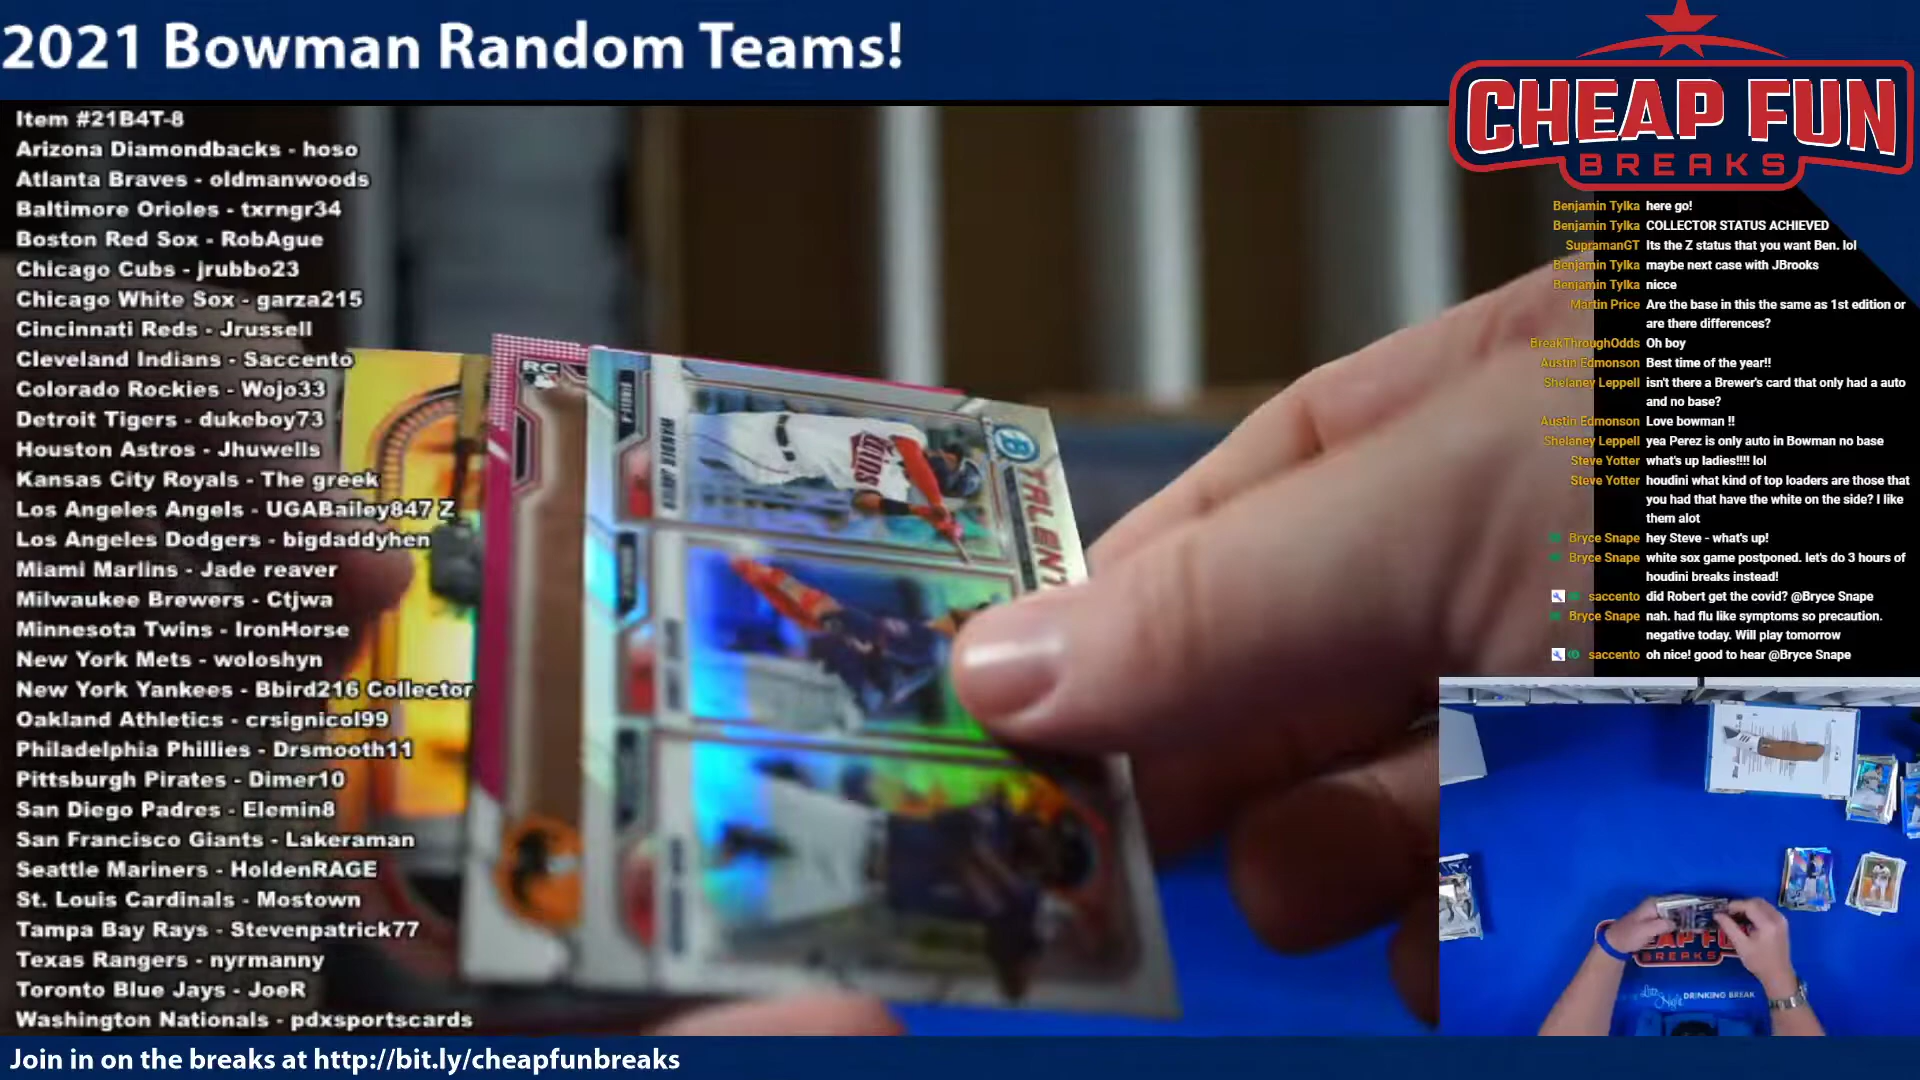 2021 Bowman Random Teams!
CHEAP FUN
BREAKS
Item #21B4T-8
Arizona Diamondbacks - hoso
Atlanta Braves - oldmanwoods
Baltimore Orioles - txrngr34
Boston Red Sox - RobAgue
Chicago Cubs - jrubbo23
Chicago White Sox - garza215
Cincinnati Reds - Jrussell
Cleveland Indians - Saccento
Colorado Rockies - Wojo33
Detroit Tigers - dukeboy73
Houston Astros - Jhuwells
Kansas City Royals - The greek
Los Angeles Angels - UGABailey847 Z
Los Angeles Dodgers - bigdaddyhen
Miami Marlins - Jade reaver
Milwaukee Brewers - Ctjwa
Minnesota Twins - IronHorse
New York Mets - woloshyn
New York Yankees - Bbird216 Collector
Oakland Athletics - crsignicol99
Philadelphia Phillies - Drsmooth11
Pittsburgh Pirates - Dimer10
San Diego Padres - Elemin8
San Francisco Giants - Lakeraman
Seattle Mariners - HoldenRAGE
St. Louis Cardinals - Mostown
Tampa Bay Rays - Stevenpatrick77
Texas Rangers - nyrmanny
Toronto Blue Jays - JoeR
Washington Nationals - pdxsportscards
RC
B
TALENT
Twins
Benjamin Tylka here go!
Benjamin Tylka COLLECTOR STATUS ACHIEVED
SupramanGT Its the Z status that you want Ben. lol
Benjamin Tylka maybe next case with JBrooks
Benjamin Tylka nicce
Martin Price Are the base in this the same as 1st edition or
are there differences?
BreakThroughOdds Oh boy
Austin Edmonson Best time of the year!!
Shelaney Leppell isn't there a Brewer's card that only had a auto
and no base?
Austin Edmonson Love bowman !!
Shelaney Leppell yea Perez is only auto in Bowman no base
Steve Yotter what's up ladies!!!! lol
Steve Yotter houdini what kind of top loaders are those that
you had that have the white on the side? I like
them alot
Bryce Snape hey Steve - what's up!
Bryce Snape white sox game postponed. let's do 3 hours of
houdini breaks instead!
saccento did Robert get the covid? @Bryce Snape
Bryce Snape nah. had flu like symptoms so precaution.
negative today. Will play tomorrow
saccento oh nice! good to hear @Bryce Snape
BREAKS
Late Night DRINKING BREAK
Join in on the breaks at http://bit.ly/cheapfunbreaks